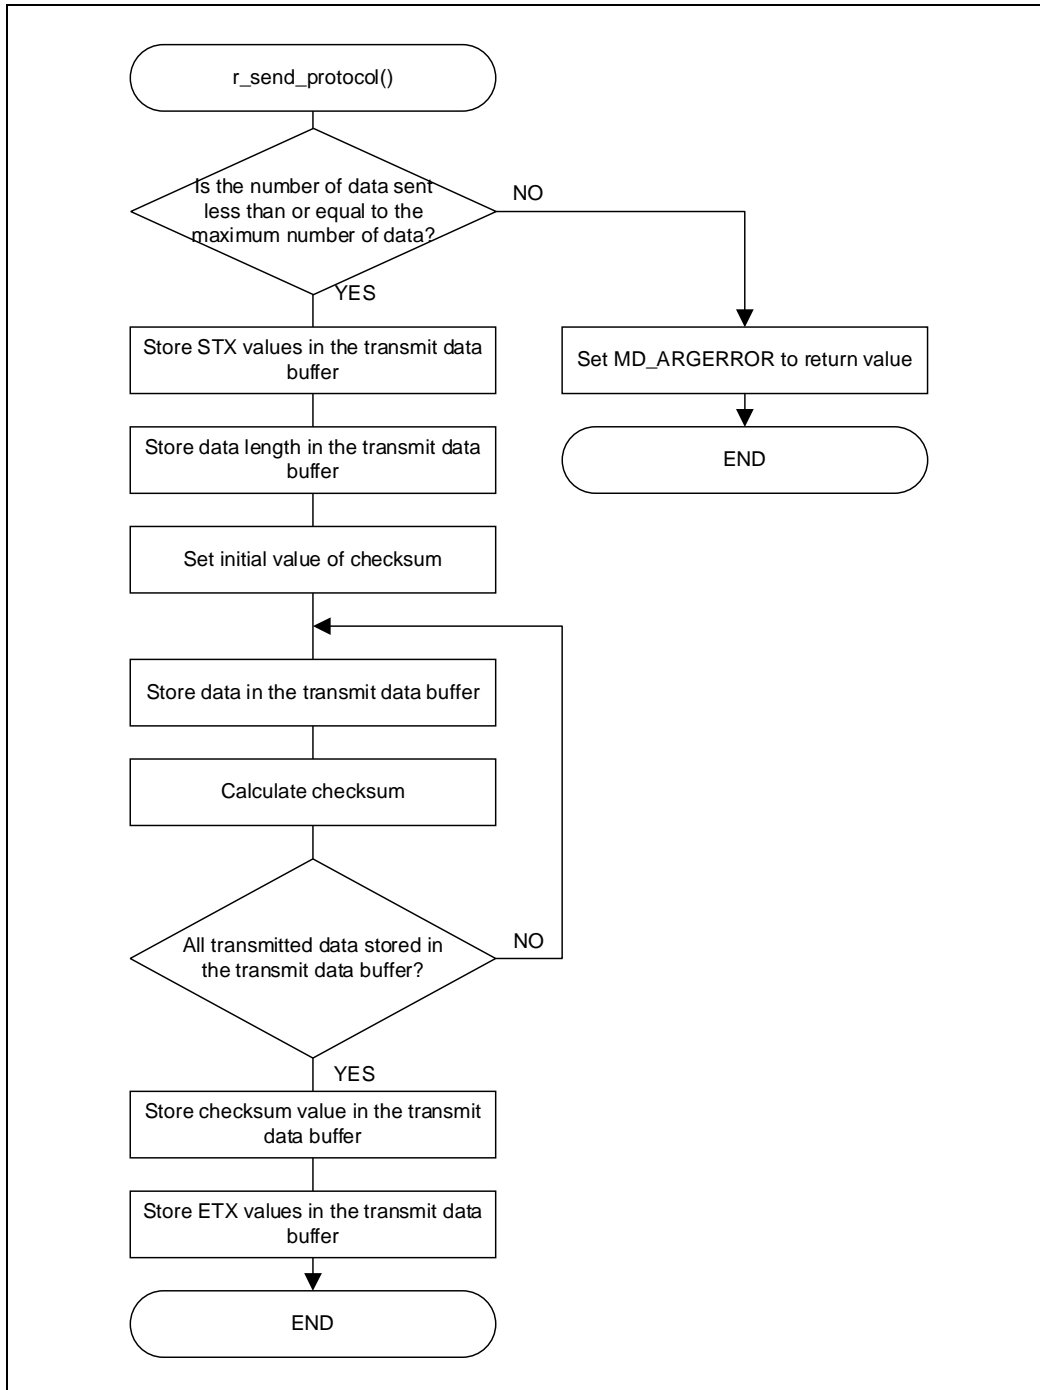 r_send_protocol()
Is the number of data sent
less than or equal to the
maximum number of data?
NO
YES
Store STX values in the transmit data
buffer
Set MD_ARGERROR to return value
Store data length in the transmit data
buffer
END
Set initial value of checksum
Store data in the transmit data buffer
Calculate checksum
All transmitted data stored in
the transmit data buffer?
NO
YES
Store checksum value in the transmit
data buffer
Store ETX values in the transmit data
buffer
END